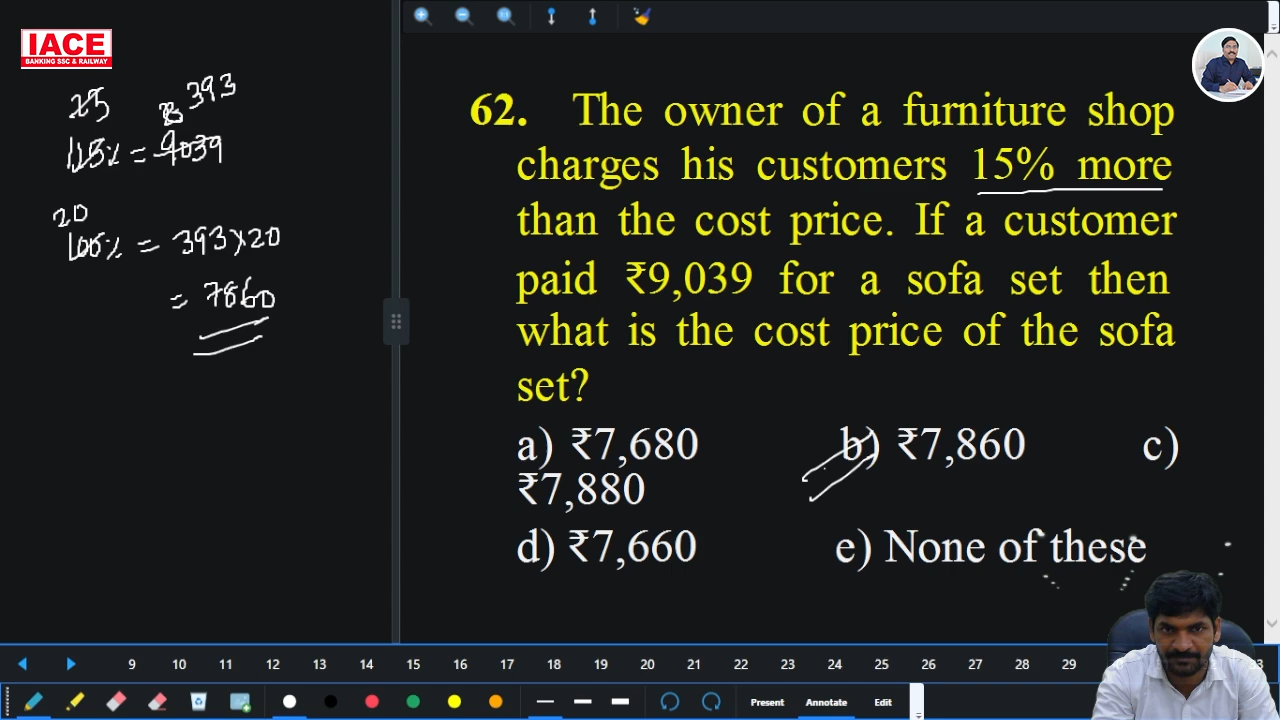 IACE
BANKING SSC & RAILWAY
393
115% = 9039
20
100% = 393×20
= 7860
62. The owner of a furniture shop
charges his customers 15% more
than the cost price. If a customer
paid ₹9,039 for a sofa set then
what is the cost price of the sofa
set?
a) ₹7,680 b) ₹7,860 c)
₹7,880
d) ₹7,660 e) None of these
9 10 11 12 13 14 15 16 17 18 19 20 21 22 23 24 25 26 27 28 29
Present Annotate Edit